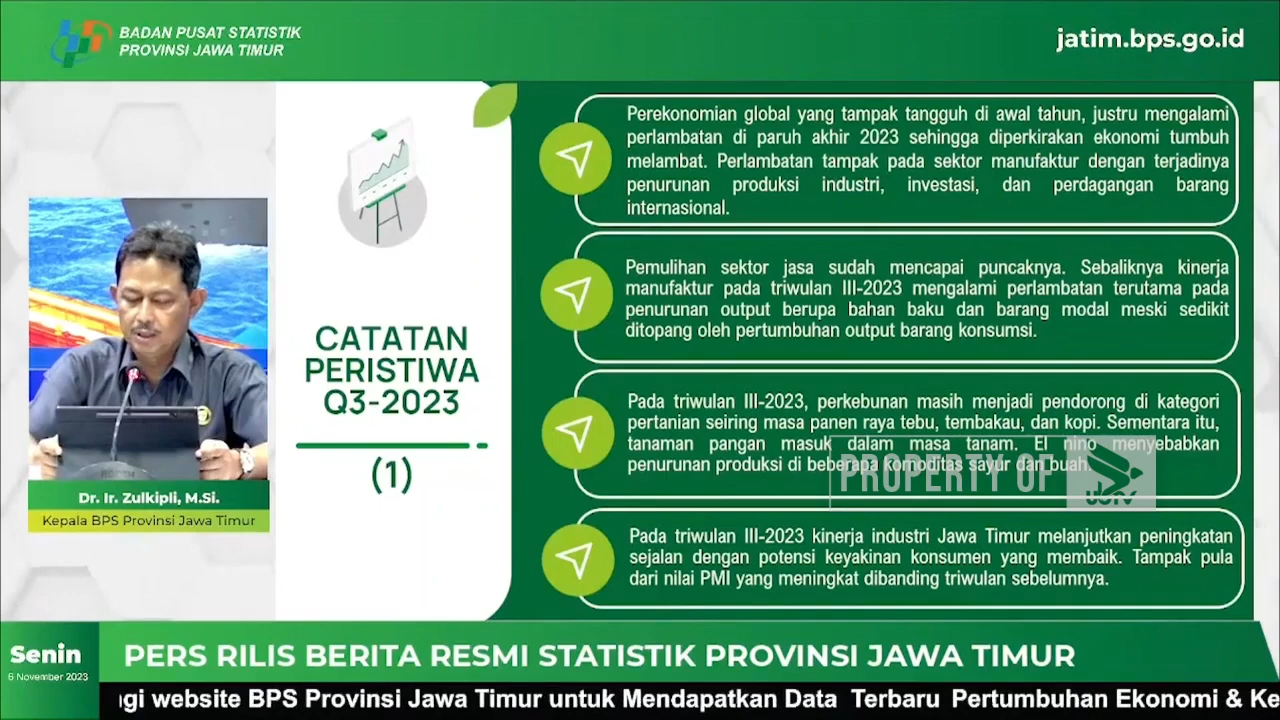 BADAN PUSAT STATISTIK
PROVINSI JAWA TIMUR
jatim.bps.go.id
Perekonomian global yang tampak tangguh di awal tahun, justru mengalami
perlambatan di paruh akhir 2023 sehingga diperkirakan ekonomi tumbuh
melambat. Perlambatan tampak pada sektor manufaktur dengan terjadinya
penurunan produksi industri, investasi, dan perdagangan barang
internasional.
Pemulihan sektor jasa sudah mencapai puncaknya. Sebaliknya kinerja
manufaktur pada triwulan III-2023 mengalami perlambatan terutama pada
penurunan output berupa bahan baku dan barang modal meski sedikit
ditopang oleh pertumbuhan output barang konsumsi.
CATATAN
PERISTIWA
Q3-2023
(1)
Pada triwulan III-2023, perkebunan masih menjadi pendorong di kategori
pertanian seiring masa panen raya tebu, tembakau, dan kopi. Sementara itu,
tanaman pangan masuk dalam masa tanam. El nino menyebabkan
penurunan produksi di beberapa komoditas sayur dan buah.
PROPERTY OF
Pada triwulan III-2023 kinerja industri Jawa Timur melanjutkan peningkatan
sejalan dengan potensi keyakinan konsumen yang membaik. Tampak pula
dari nilai PMI yang meningkat dibanding triwulan sebelumnya.
Dr. Ir. Zulkipli, M.Si.
Kepala BPS Provinsi Jawa Timur
Senin
6 November 2023
PERS RILIS BERITA RESMI STATISTIK PROVINSI JAWA TIMUR
website BPS Provinsi Jawa Timur untuk Mendapatkan Data Terbaru Pertumbuhan Ekonomi &